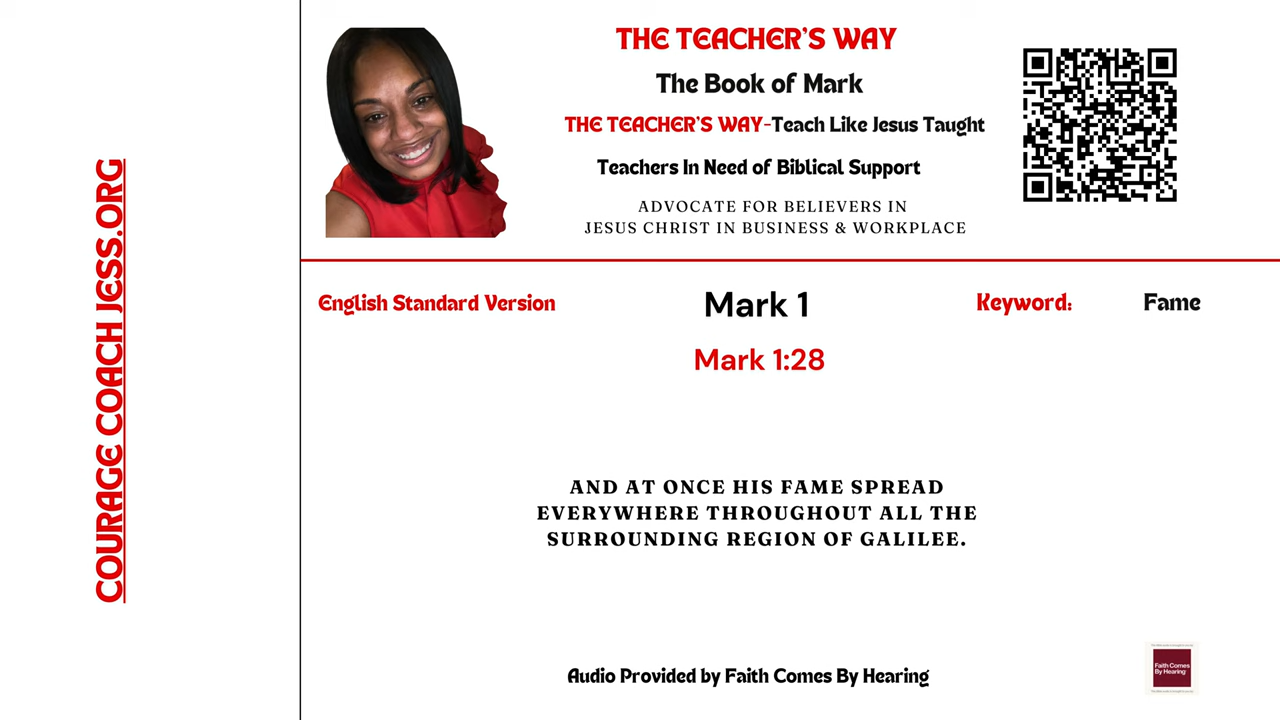 COURAGE COACH JESS.ORG
THE TEACHER'S WAY
The Book of Mark
THE TEACHER'S WAY-Teach Like Jesus Taught
Teachers In Need of Biblical Support
ADVOCATE FOR BELIEVERS IN
JESUS CHRIST IN BUSINESS & WORKPLACE
English Standard Version
Mark 1
Keyword:
Fame
Mark 1:28
AND AT ONCE HIS FAME SPREAD
EVERYWHERE THROUGHOUT ALL THE
SURROUNDING REGION OF GALILEE.
Audio Provided by Faith Comes By Hearing
Faith Comes
By Hearing